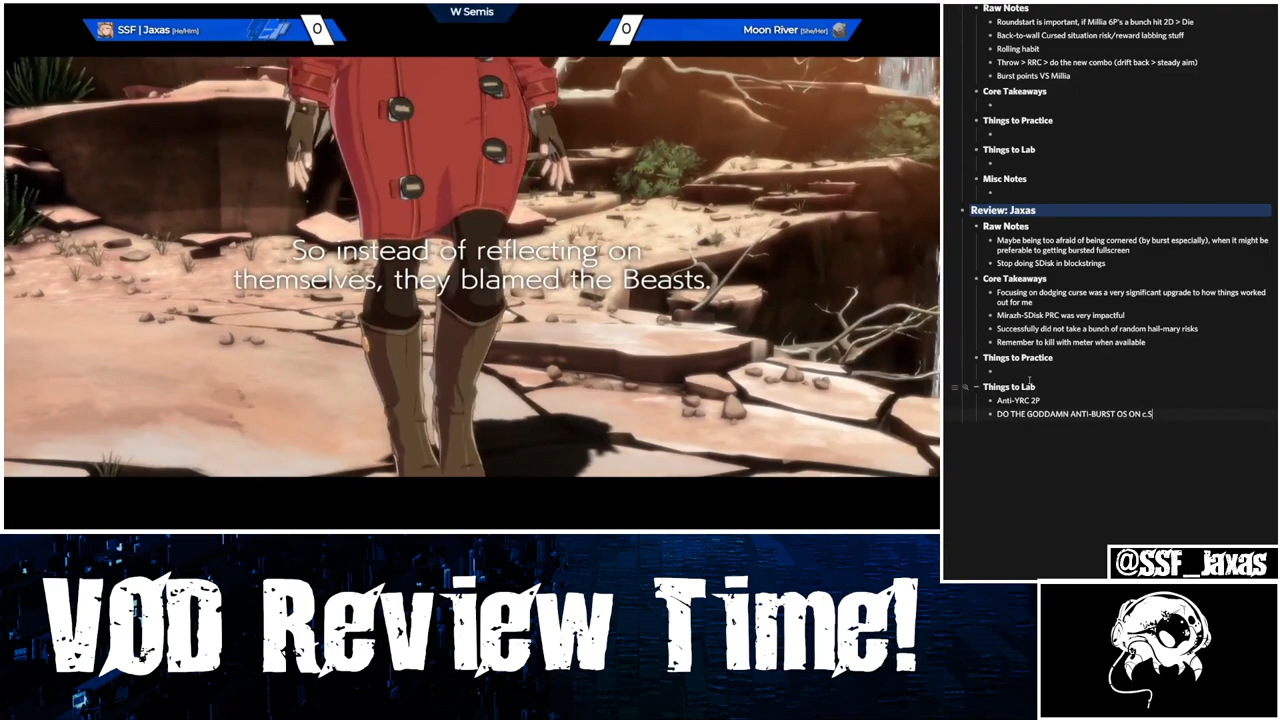 W Semis
SSF | Jaxas [He/Him]
0
0
Moon River [She/Her]
So instead of reflecting on
themselves, they blamed the Beasts.
Raw Notes
Roundstart is important, if Millia 6P's a bunch hit 2D > Die
Back-to-wall Cursed situation risk/reward labbing stuff
Rolling habit
Throw > RRC > do the new combo (drift back > steady aim)
Burst points VS Millia
Core Takeaways
Things to Practice
Things to Lab
Misc Notes
Review: Jaxas
Raw Notes
Maybe being too afraid of being cornered (by burst especially), when it might be
preferable to getting bursted fullscreen
Stop doing SDisk in blockstrings
Core Takeaways
Focusing on dodging curse was a very significant upgrade to how things worked
out for me
Mirazh-SDisk PRC was very impactful
Successfully did not take a bunch of random hail-mary risks
Remember to kill with meter when available
Things to Practice
Things to Lab
Anti-YRC 2P
DO THE GODDAMN ANTI-BURST OS ON c.S
@SSF_Jaxas
VOD Review Time!